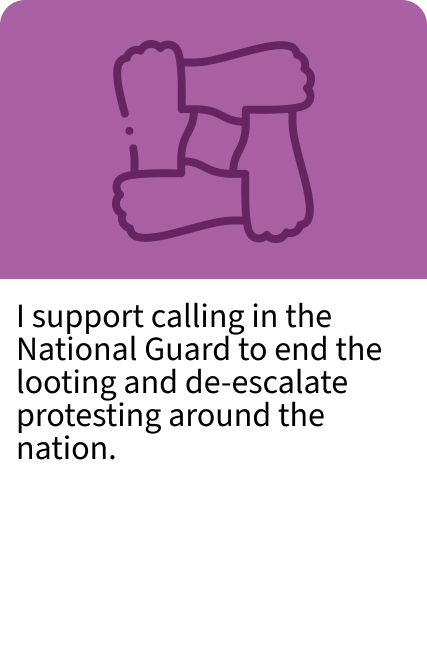 I support calling in the
National Guard to end the
looting and de-escalate
protesting around the
nation.